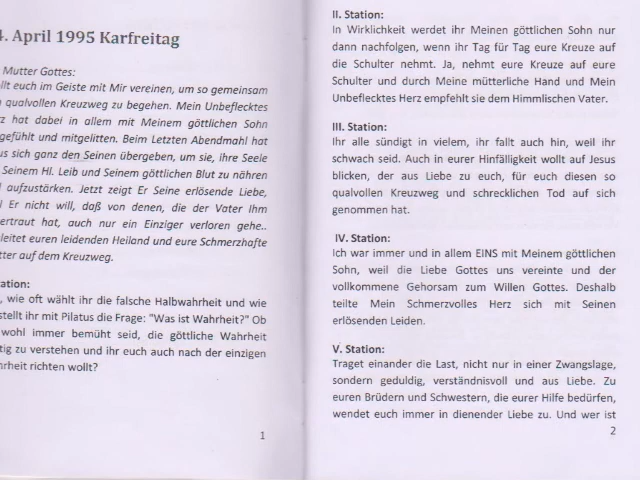 4. April 1995 Karfreitag
Mutter Gottes:
llt euch im Geiste mit Mir vereinen, um so gemeinsam
qualvollen Kreuzweg zu begehen. Mein Unbeflecktes
z hat dabei in allem mit Meinem göttlichen Sohn
gefühlt und mitgelitten. Beim Letzten Abendmahl hat
us sich ganz den Seinen übergeben, um sie, ihre Seele
Seinem Hl. Leib und Seinem göttlichen Blut zu nähren
aufzustärken. Jetzt zeigt Er Seine erlösende Liebe,
Er nicht will, daß von denen, die der Vater Ihm
ertraut hat, auch nur ein Einziger verloren gehe..
leitet euren leidenden Heiland und eure Schmerzhafte
tter auf dem Kreuzweg.
ation:
, wie oft wählt ihr die falsche Halbwahrheit und wie
stellt ihr mit Pilatus die Frage: "Was ist Wahrheit?" Ob
wohl immer bemüht seid, die göttliche Wahrheit
tig zu verstehen und ihr euch auch nach der einzigen
rheit richten wollt?
1
II. Station:
In Wirklichkeit werdet ihr Meinen göttlichen Sohn nur
dann nachfolgen, wenn ihr Tag für Tag eure Kreuze auf
die Schulter nehmt. Ja, nehmt eure Kreuze auf eure
Schulter und durch Meine mütterliche Hand und Mein
Unbeflecktes Herz empfehlt sie dem Himmlischen Vater.
III. Station:
Ihr alle sündigt in vielem, ihr fallt auch hin, weil ihr
schwach seid. Auch in eurer Hinfälligkeit wollt auf Jesus
blicken, der aus Liebe zu euch, für euch diesen so
qualvollen Kreuzweg und schrecklichen Tod auf sich
genommen hat.
IV. Station:
Ich war immer und in allem EINS mit Meinem göttlichen
Sohn, weil die Liebe Gottes uns vereinte und der
vollkommene Gehorsam zum Willen Gottes. Deshalb
teilte Mein Schmerzvolles Herz sich mit Seinen
erlösenden Leiden.
V. Station:
Traget einander die Last, nicht nur in einer Zwangslage,
sondern geduldig, verständnisvoll und aus Liebe. Zu
euren Brüdern und Schwestern, die eurer Hilfe bedürfen,
wendet euch immer in dienender Liebe zu. Und wer ist
2